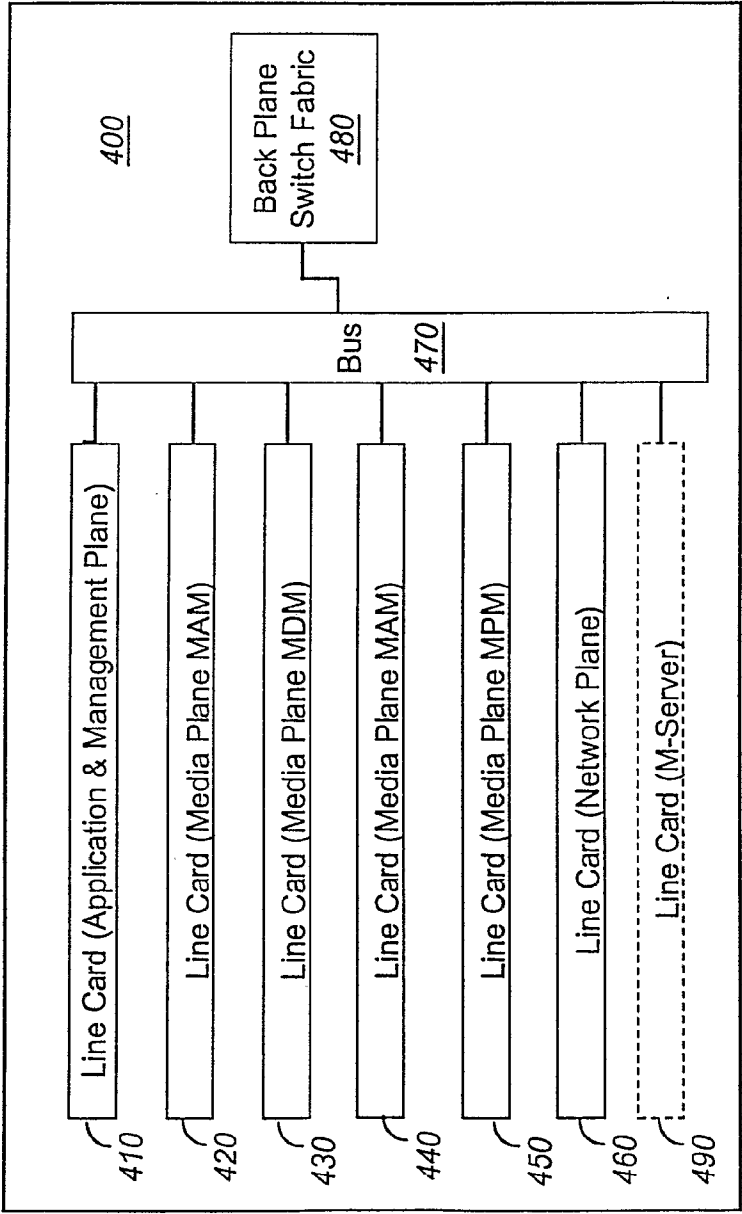 400
Back Plane
Switch Fabric
480
Bus
470
Line Card (Application & Management Plane)
410
Line Card (Media Plane MAM)
420
Line Card (Media Plane MDM)
430
Line Card (Media Plane MAM)
440
Line Card (Media Plane MPM)
450
Line Card (Network Plane)
460
Line Card (M-Server)
490